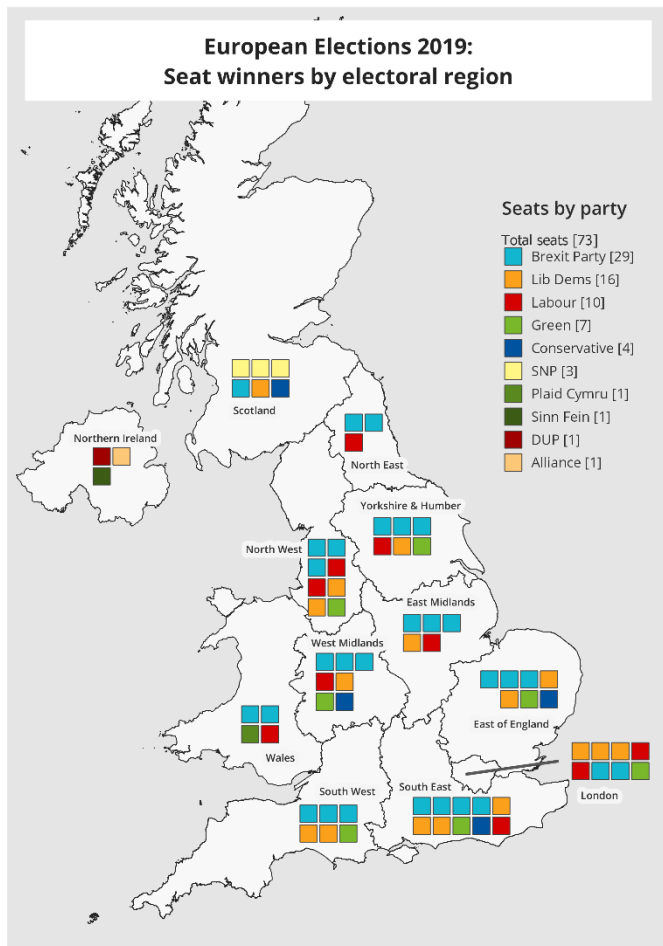 European Elections 2019:
Seat winners by electoral region
Seats by party
Total seats [73]
Brexit Party [29]
Lib Dems [16]
Labour [10]
Green [7]
Conservative [4]
SNP [3]
Plaid Cymru [1]
Sinn Fein [1]
DUP [1]
Alliance [1]
Scotland
Northern Ireland
North East
Yorkshire & Humber
North West
East Midlands
West Midlands
East of England
Wales
South West
South East
London